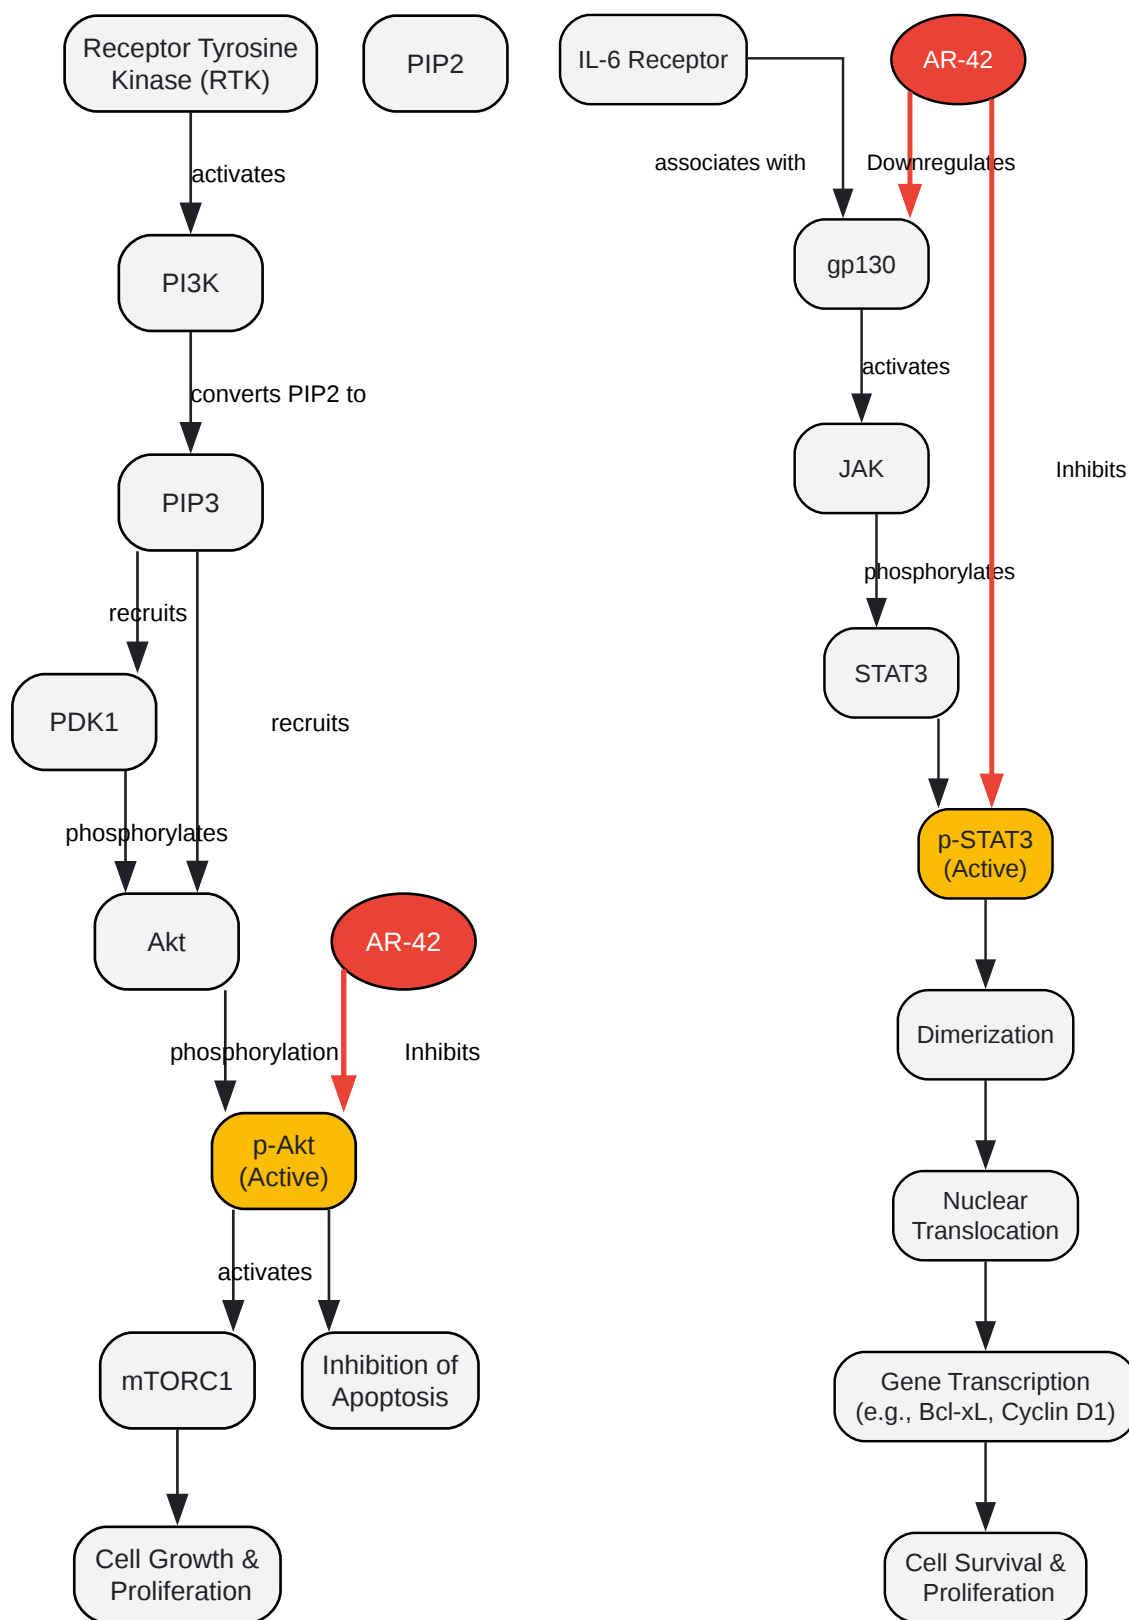 Receptor Tyrosine
Kinase (RTK)
PIP2
activates
PI3K
converts PIP2 to
PIP3
recruits
PDK1
recruits
phosphorylates
Akt
AR-42
phosphorylation
Inhibits
p-Akt
(Active)
activates
mTORC1
Inhibition of
Apoptosis
Cell Growth &
Proliferation
IL-6 Receptor
AR-42
associates with
Downregulates
gp130
activates
JAK
Inhibits
phosphorylates
STAT3
p-STAT3
(Active)
Dimerization
Nuclear
Translocation
Gene Transcription
(e.g., Bcl-xL, Cyclin D1)
Cell Survival &
Proliferation